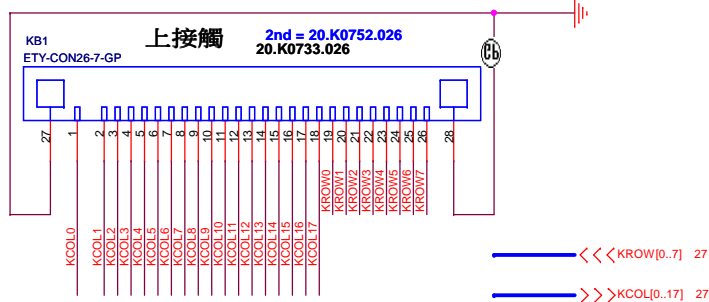 KB1
ETY-CON26-7-GP
上接觸
2nd = 20.K0752.026
20.K0733.026
27
1
2
3
4
5
6
7
8
9
10
11
12
13
14
15
16
17
18
19
20
21
22
23
24
25
26
28
KCOL0
KCOL1
KCOL2
KCOL3
KCOL4
KCOL5
KCOL6
KCOL7
KCOL8
KCOL9
KCOL10
KCOL11
KCOL12
KCOL13
KCOL14
KCOL15
KCOL16
KCOL17
KROW0
KROW1
KROW2
KROW3
KROW4
KROW5
KROW6
KROW7
KROW[0..7] 27
KCOL[0..17] 27